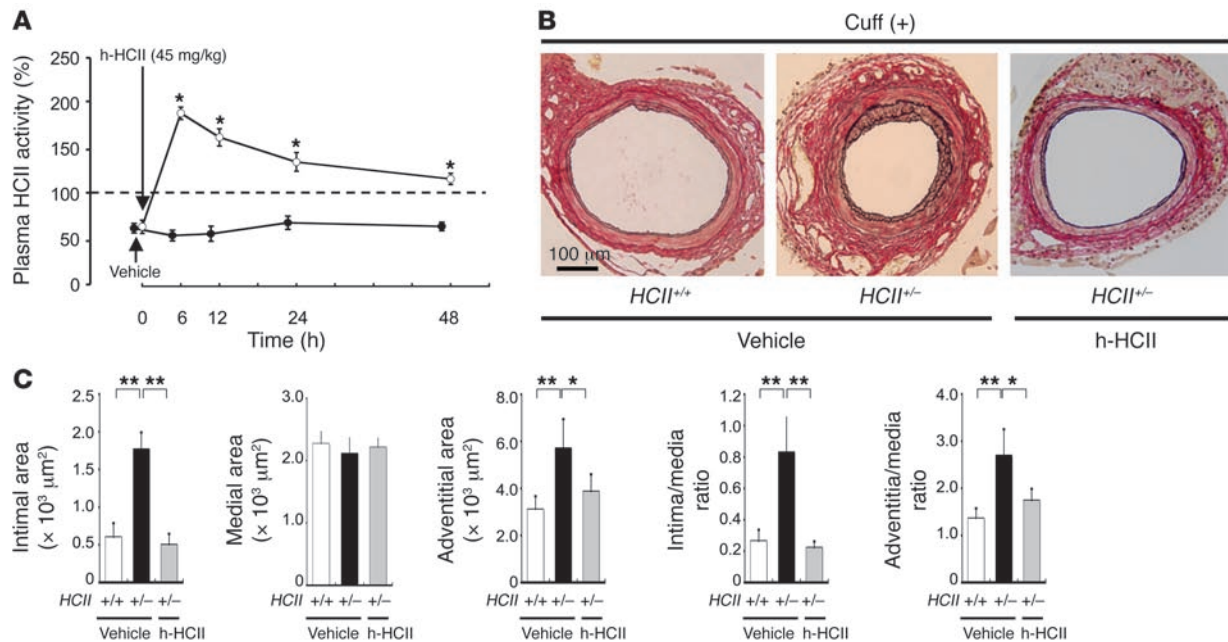 A
h-HCII (45 mg/kg)
Plasma HCII activity (%)
250
200
150
100
50
0
* * * *
Vehicle
0 6 12 24 48
Time (h)
B
Cuff (+)
100 μm
HCII+/+ HCII+/– HCII+/–
Vehicle h-HCII
C
Intimal area
(× 10³ μm²)
2.5
2.0
1.5
1.0
0.5
0
** **
HCII +/+ +/– +/–
Vehicle h-HCII
Medial area
(× 10³ μm²)
3.0
2.0
1.0
0
+/+ +/– +/–
Vehicle h-HCII
Adventitial area
(× 10³ μm²)
8.0
6.0
4.0
2.0
0
** *
HCII +/+ +/– +/–
Vehicle h-HCII
Intima/media
ratio
1.2
1.0
0.8
0.6
0.4
0.2
0
** **
HCII +/+ +/– +/–
Vehicle h-HCII
Adventitia/media
ratio
4.0
3.0
2.0
1.0
0
** *
HCII +/+ +/– +/–
Vehicle h-HCII